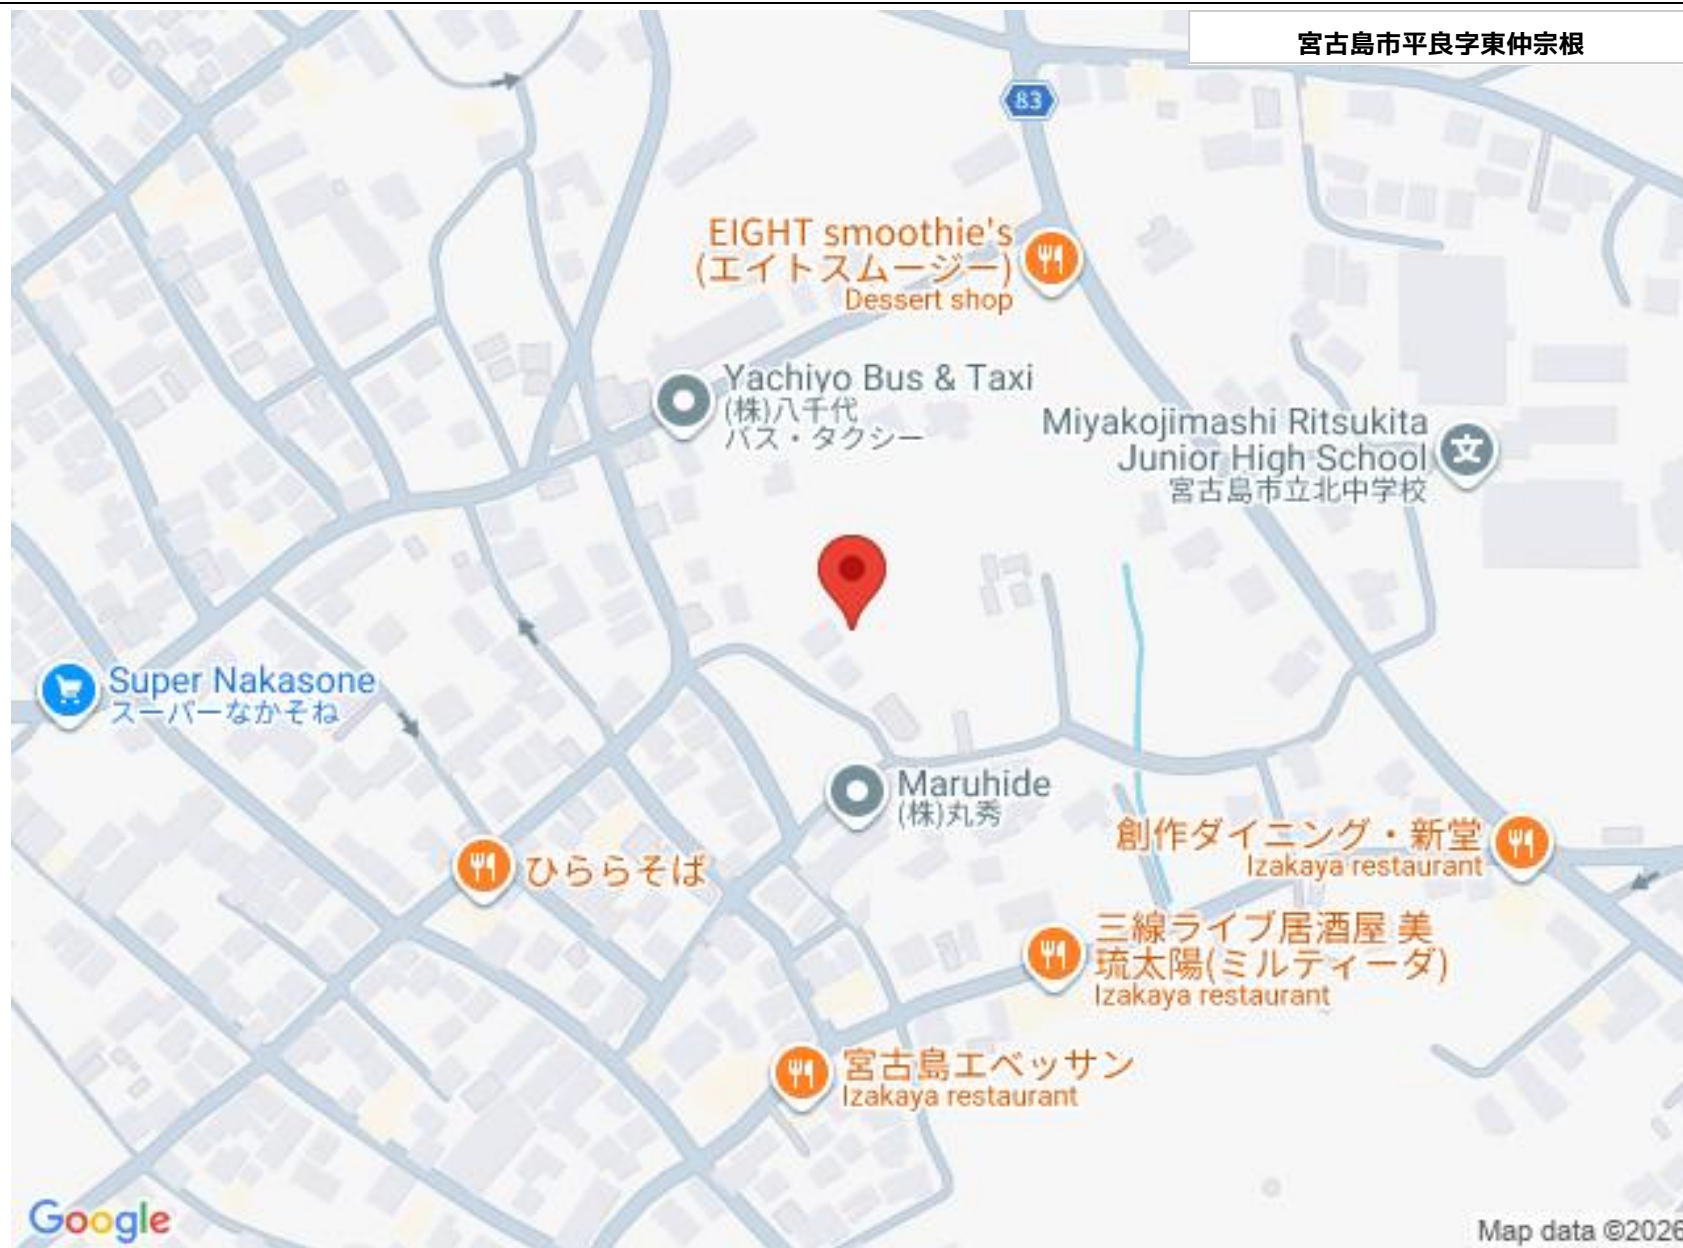 宮古島市平良字東仲宗根
83
EIGHT smoothie's
(エイトスムージー)
Dessert shop
Yachiyo Bus & Taxi
(株)八千代
バス・タクシー
Miyakojimashi Ritsukita
Junior High School
宮古島市立北中学校
文
Super Nakasone
スーパーなかそね
Maruhide
(株)丸秀
創作ダイニング・新堂
Izakaya restaurant
ひららそば
三線ライブ居酒屋 美
琉太陽(ミルティーダ)
Izakaya restaurant
宮古島エベッサン
Izakaya restaurant
Google
Map data ©2026